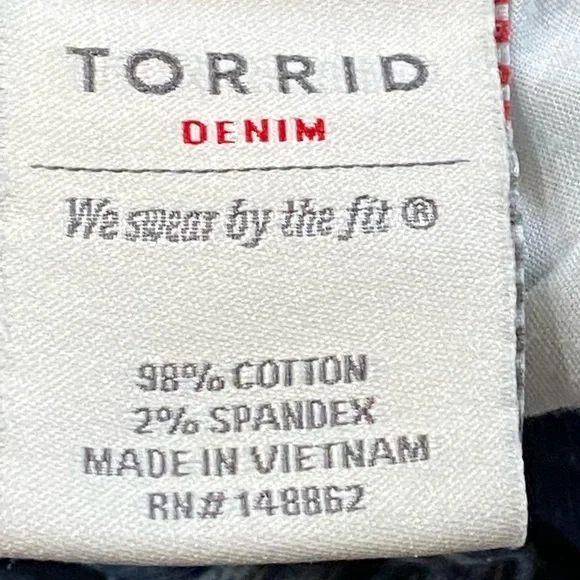 TORRID
DENIM
We swear by the fit ®
98% COTTON
2% SPANDEX
MADE IN VIETNAM
RN# 148862